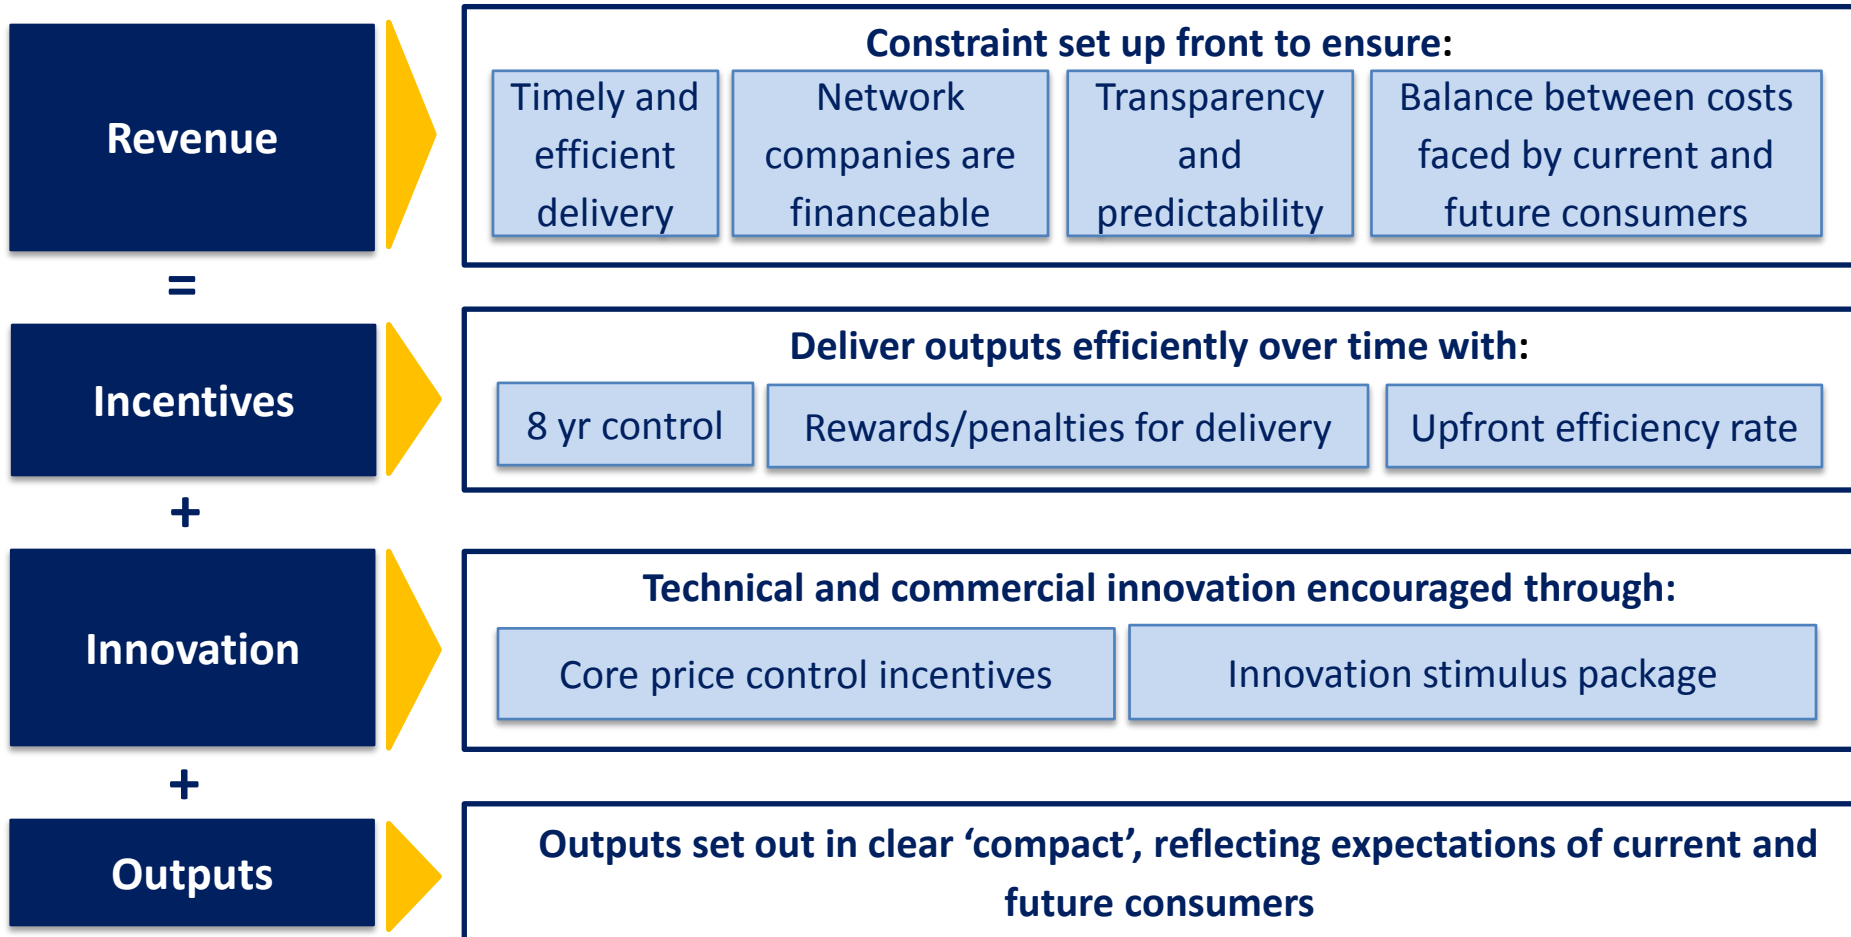 Revenue
Constraint set up front to ensure:
Timely and
efficient
delivery
Network
companies are
financeable
Transparency
and
predictability
Balance between costs
faced by current and
future consumers
=
Incentives
Deliver outputs efficiently over time with:
8 yr control
Rewards/penalties for delivery
Upfront efficiency rate
+
Innovation
Technical and commercial innovation encouraged through:
Core price control incentives
Innovation stimulus package
+
Outputs
Outputs set out in clear ‘compact’, reflecting expectations of current and
future consumers